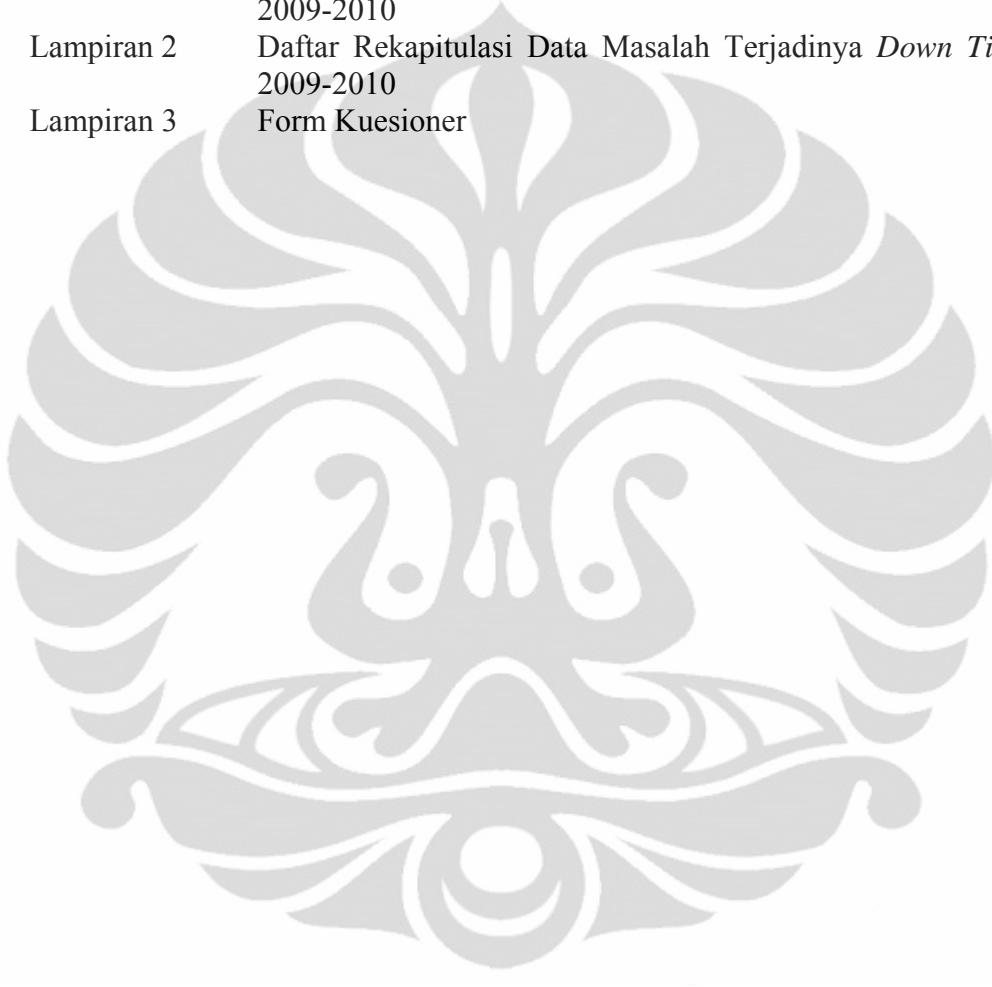 2009-2010
Lampiran 2 Daftar Rekapitulasi Data Masalah Terjadinya Down
2009-2010
Lampiran 3 Form Kuesioner